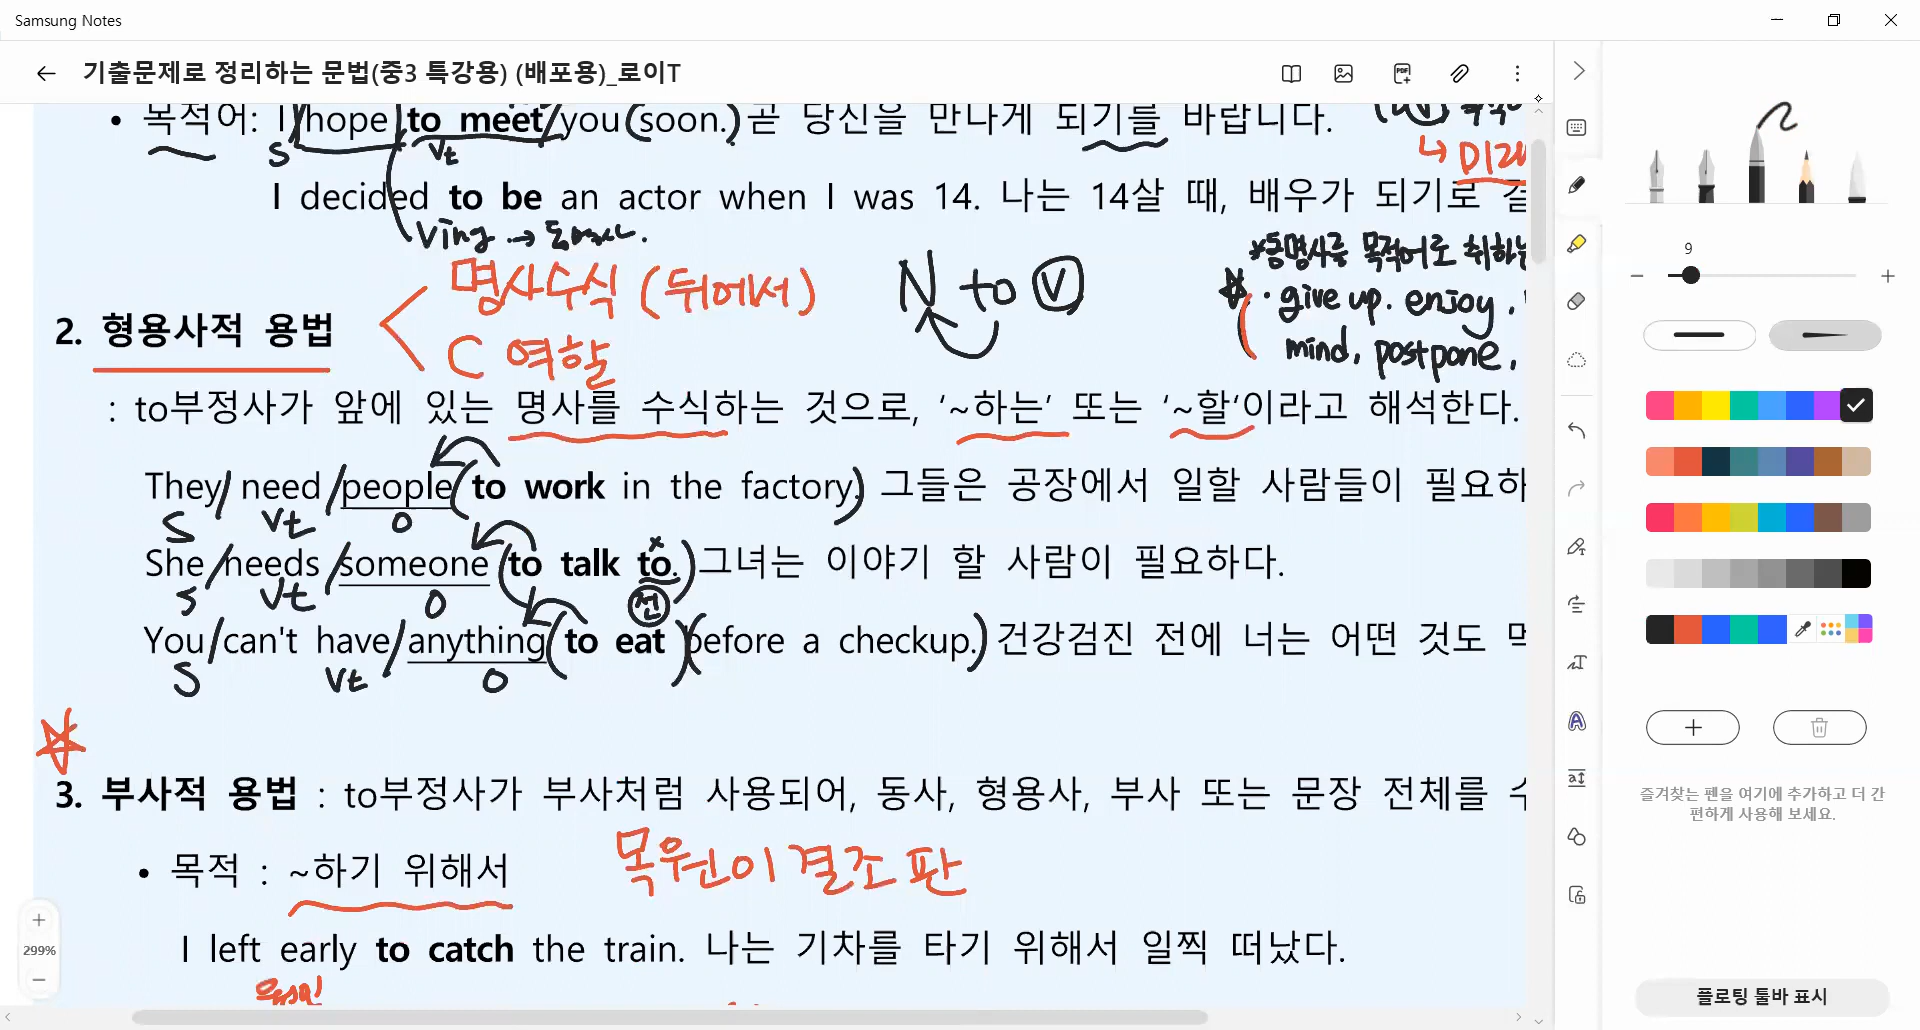 Samsung Notes
기출문제로 정리하는 문법(중3 특강용) (배포용)_로이T
• 목적어: I/hope to meet/you (soon.) 곧 당신을 만나게 되기를 바랍니다.
S Vt
I decided to be an actor when I was 14. 나는 14살 때, 배우가 되기로
Ving → 동명사.
*동명사를 목적어로 취하는
명사수식 (뒤에서)
N to V
· give up. enjoy.
2. 형용사적 용법
C 역할
mind, postpone,
: to부정사가 앞에 있는 명사를 수식하는 것으로, ‘~하는’ 또는 ‘~할’이라고 해석한다.
They/need/people(to work in the factory.) 그들은 공장에서 일할 사람들이 필요하
S Vt O
She/needs/someone(to talk to.) 그녀는 이야기 할 사람이 필요하다.
S Vt O 전
You/can't have/anything(to eat)(before a checkup.) 건강검진 전에 너는 어떤 것도
S Vt O
3. 부사적 용법 : to부정사가 부사처럼 사용되어, 동사, 형용사, 부사 또는 문장 전체를
목원이결조판
• 목적 : ~하기 위해서
I left early to catch the train. 나는 기차를 타기 위해서 일찍 떠났다.
299%
9
즐겨찾는 펜을 여기에 추가하고 더 간
편하게 사용해 보세요.
플로팅 툴바 표시